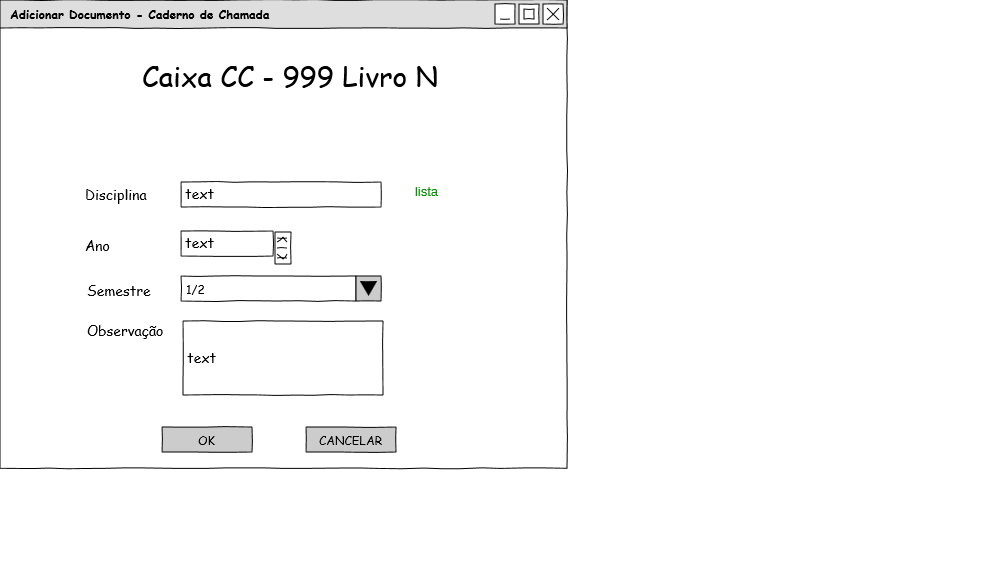 Adicionar Documento - Caderno de Chamada
Caixa CC - 999 Livro N
Disciplina text lista
Ano text
Semestre 1/2
Observação text
OK CANCELAR